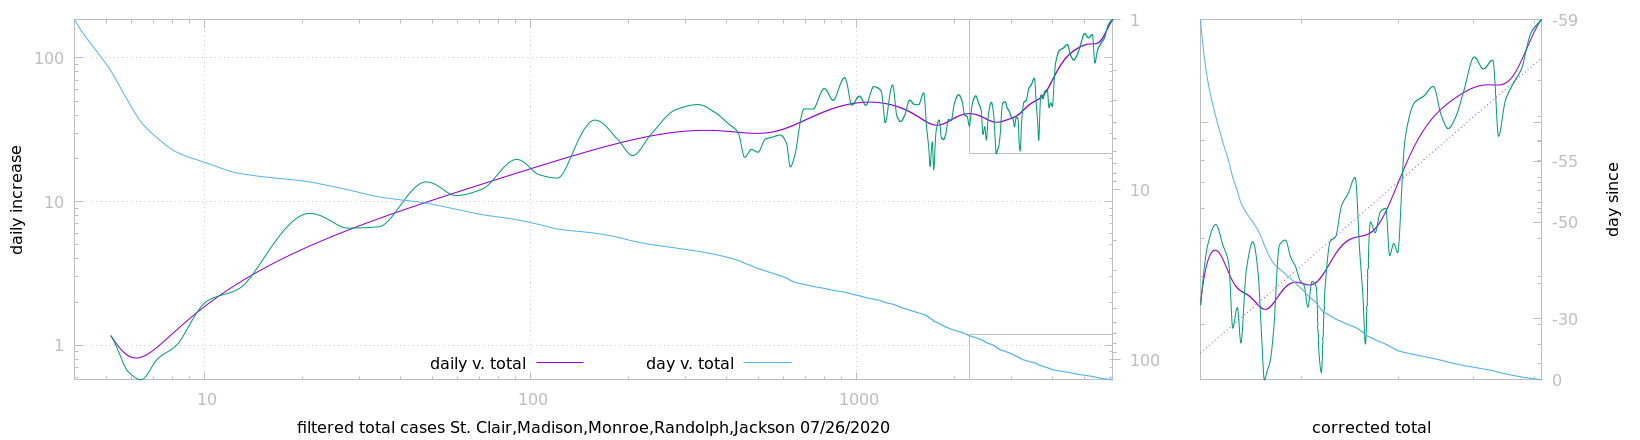 100
10
1
daily increase
10
100
1000
1
10
100
daily v. total
day v. total
filtered total cases St. Clair,Madison,Monroe,Randolph,Jackson 07/26/2020
-59
-55
-50
-30
0
day since
corrected total